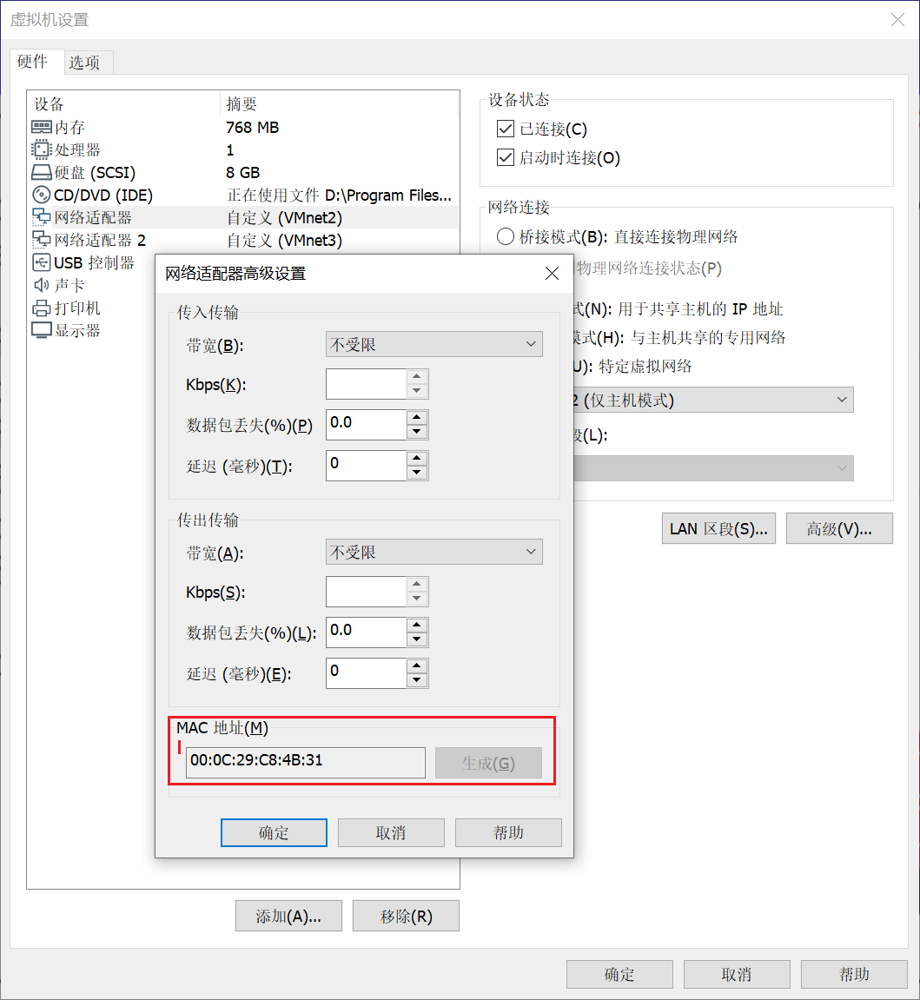 虚拟机设置
硬件 选项
设备 摘要
内存 768 MB
处理器 1
硬盘 (SCSI) 8 GB
CD/DVD (IDE) 正在使用文件 D:\Program Files...
网络适配器 自定义 (VMnet2)
网络适配器 2 自定义 (VMnet3)
USB 控制器
声卡
打印机
显示器
添加(A)... 移除(R)
设备状态
已连接(C)
启动时连接(O)
网络连接
桥接模式(B): 直接连接物理网络
物理网络连接状态(P)
式(N): 用于共享主机的 IP 地址
模式(H): 与主机共享的专用网络
U): 特定虚拟网络
2 (仅主机模式)
段(L):
LAN 区段(S)... 高级(V)...
网络适配器高级设置
传入传输
带宽(B): 不受限
Kbps(K):
数据包丢失(%)(P) 0.0
延迟 (毫秒)(T): 0
传出传输
带宽(A): 不受限
Kbps(S):
数据包丢失(%)(L): 0.0
延迟 (毫秒)(E): 0
MAC 地址(M)
00:0C:29:C8:4B:31 生成(G)
确定 取消 帮助
确定 取消 帮助